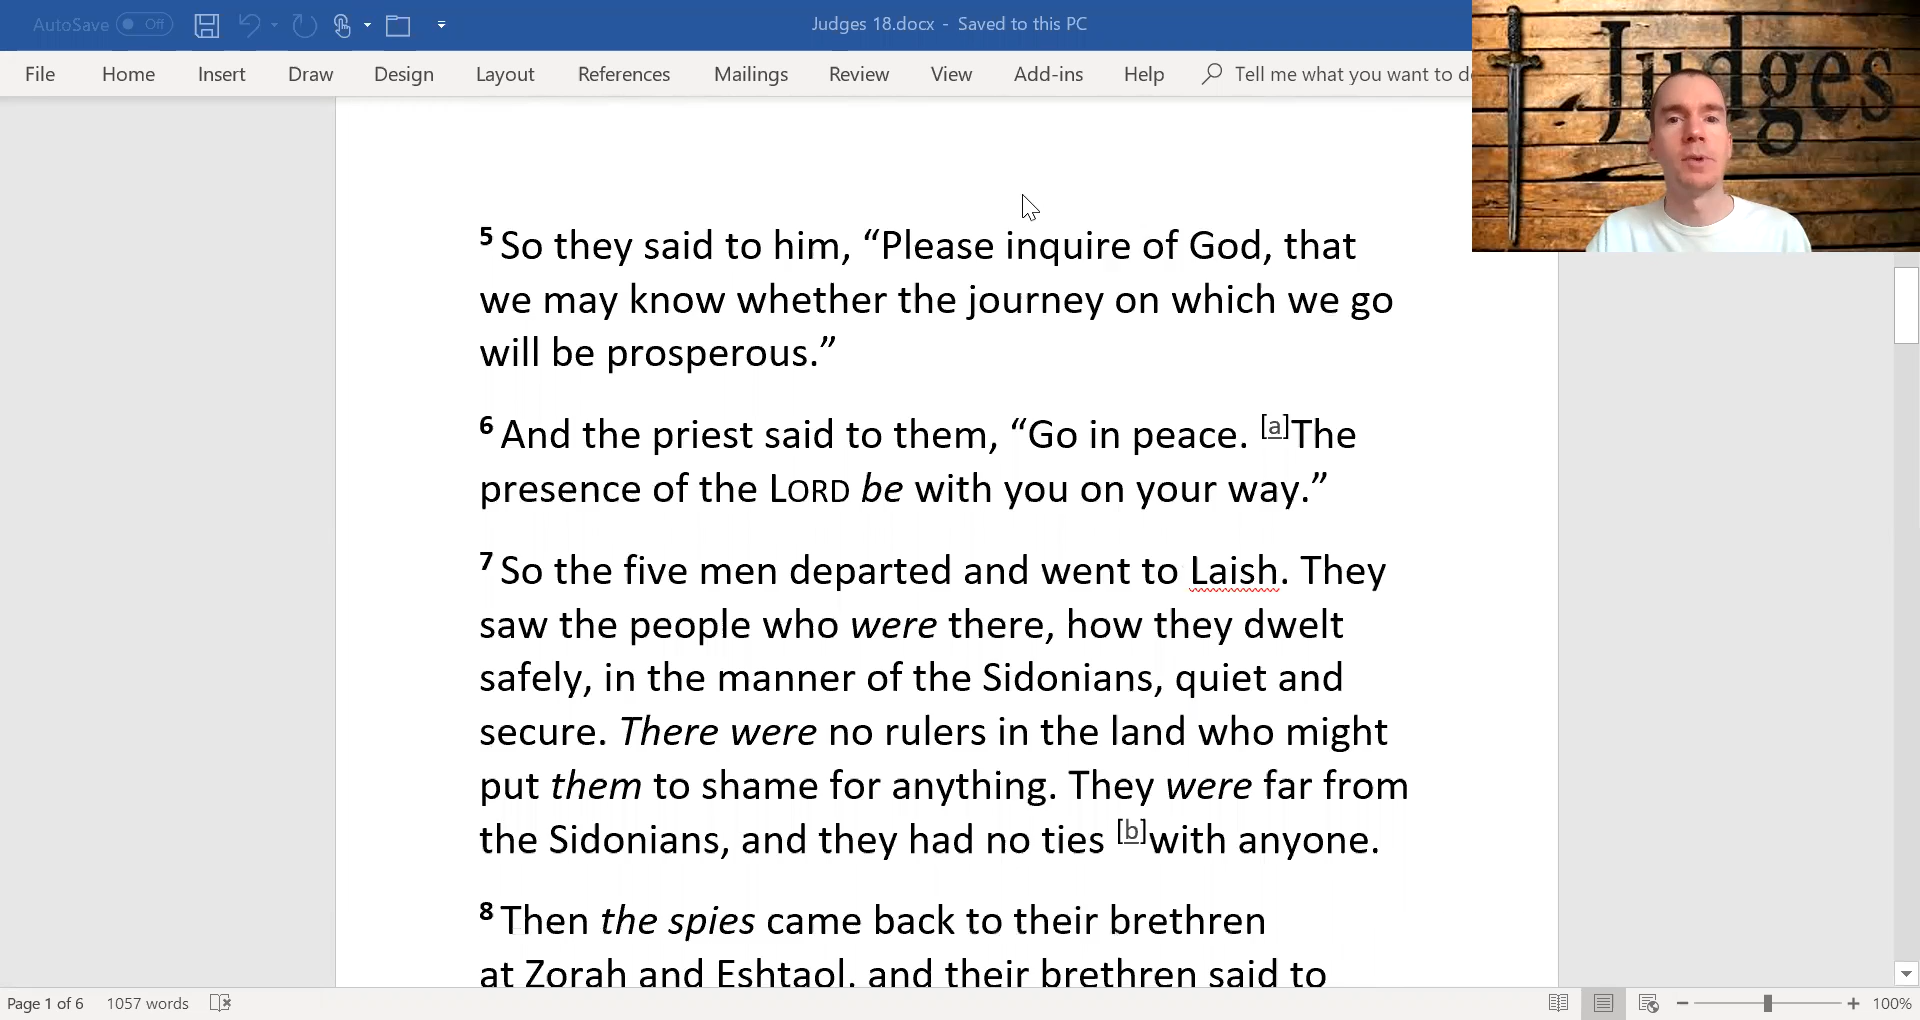 AutoSave Off
Judges 18.docx - Saved to this PC
File Home Insert Draw Design Layout References Mailings Review View Add-ins Help Tell me what you want to d
Judges
5 So they said to him, “Please inquire of God, that
we may know whether the journey on which we go
will be prosperous.”
6 And the priest said to them, “Go in peace. [a]The
presence of the LORD be with you on your way.”
7 So the five men departed and went to Laish. They
saw the people who were there, how they dwelt
safely, in the manner of the Sidonians, quiet and
secure. There were no rulers in the land who might
put them to shame for anything. They were far from
the Sidonians, and they had no ties [b]with anyone.
8 Then the spies came back to their brethren
at Zorah and Eshtaol, and their brethren said to
Page 1 of 6 1057 words 100%